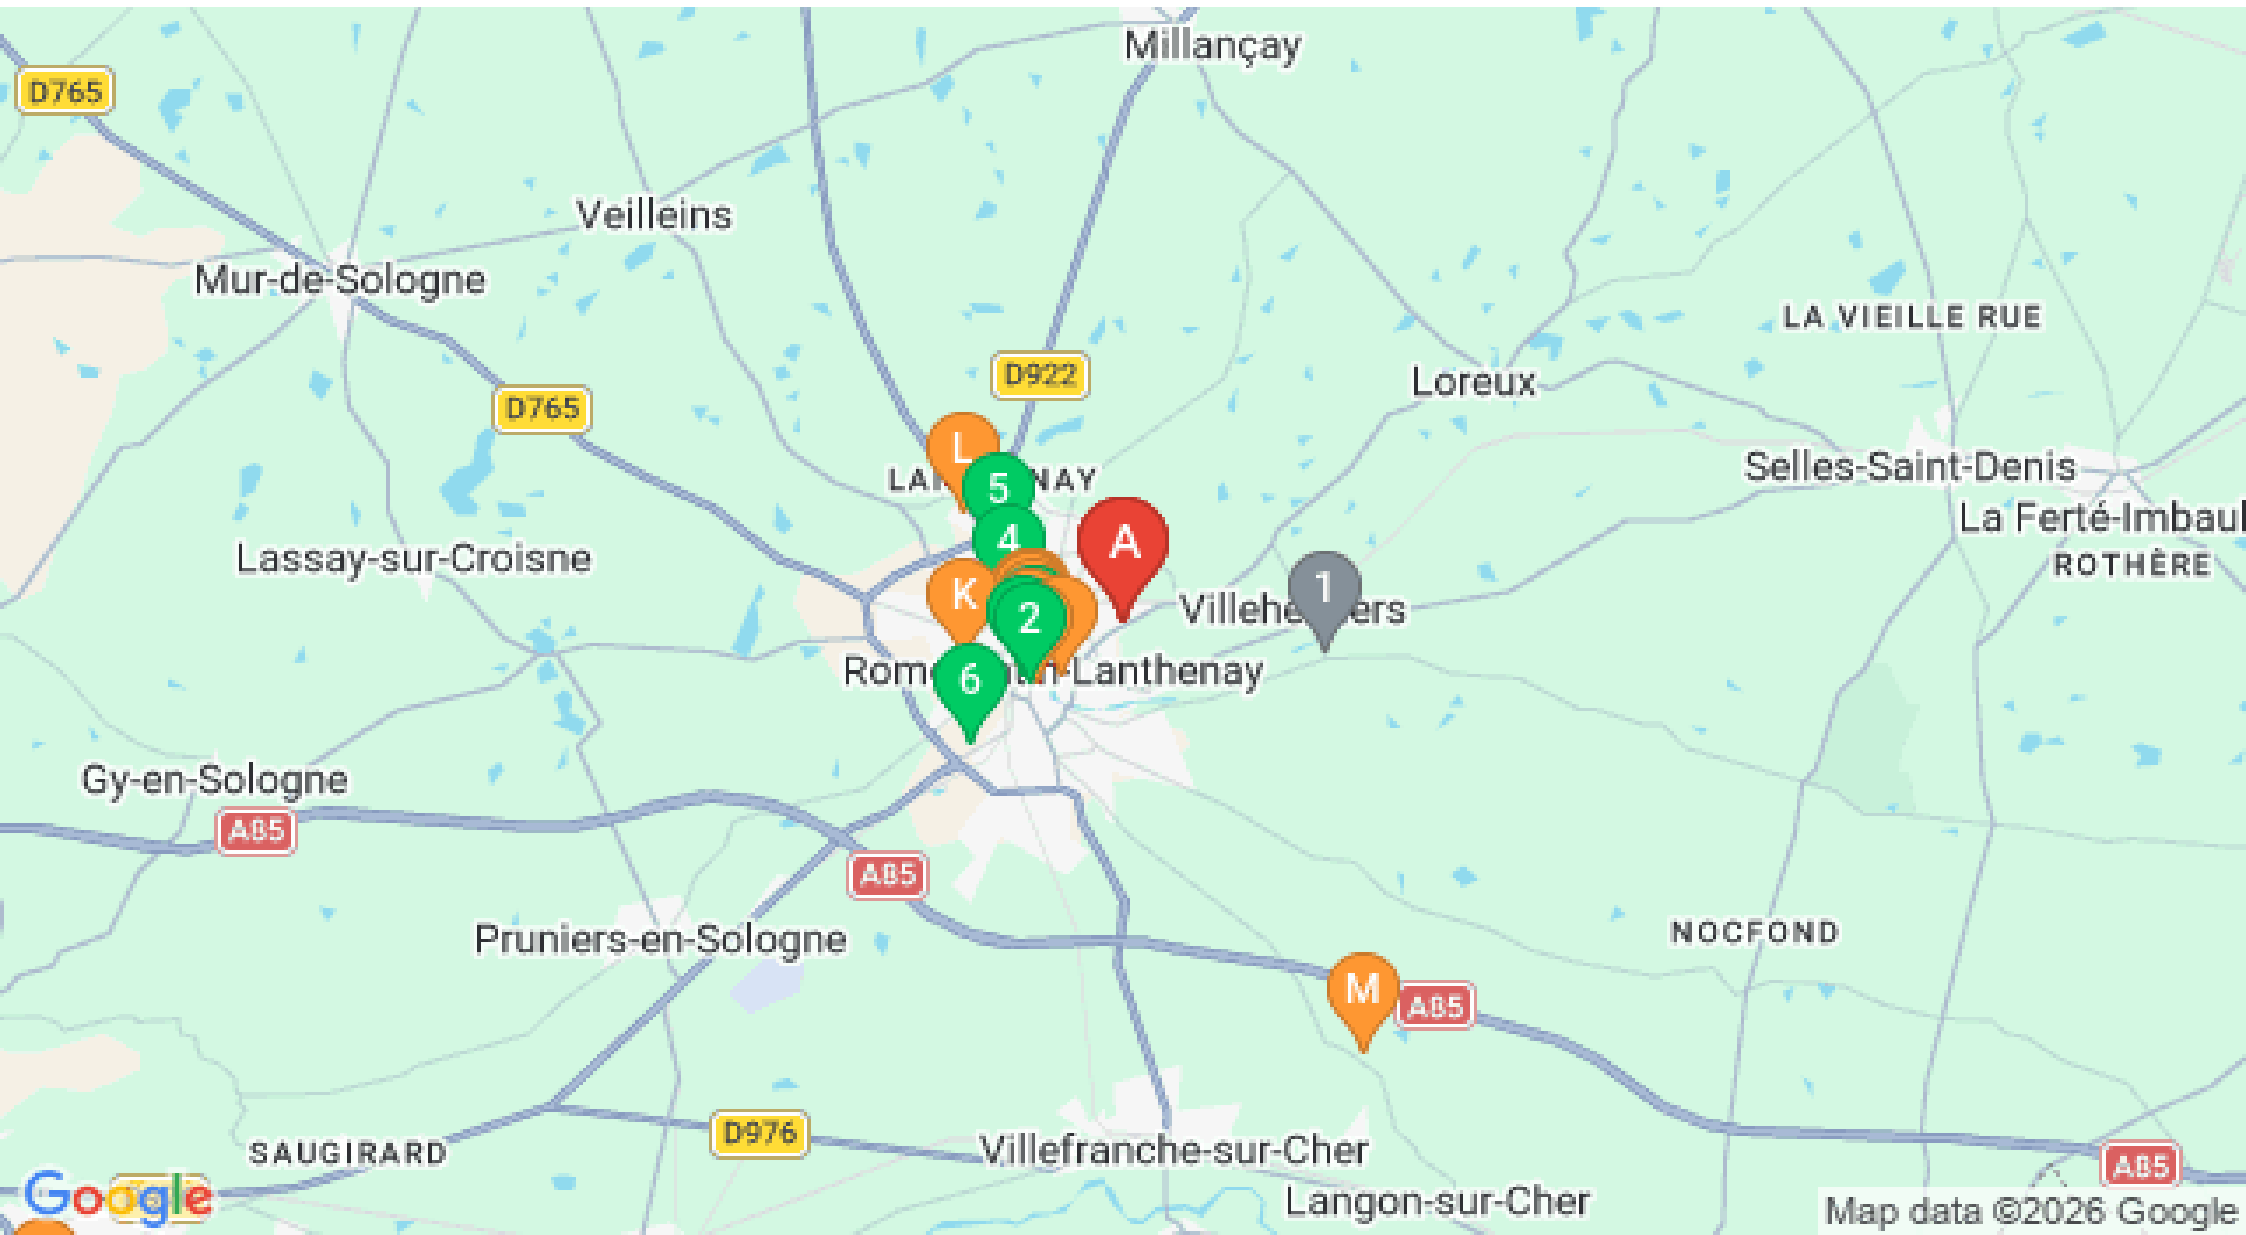 Millançay
D765
Veilleins
Mur-de-Sologne
LA VIEILLE RUE
D922
Loreux
D765
L
Selles-Saint-Denis
5
La Ferté-Imbaul
4
A
Lassay-sur-Croisne
ROTHÈRE
K
1
2
6
Gy-en-Sologne
A85
A85
NOCFOND
Pruniers-en-Sologne
M
A85
D976
SAUGIRARD
Villefranche-sur-Cher
A85
Google
Langon-sur-Cher
Map data ©2026 Google